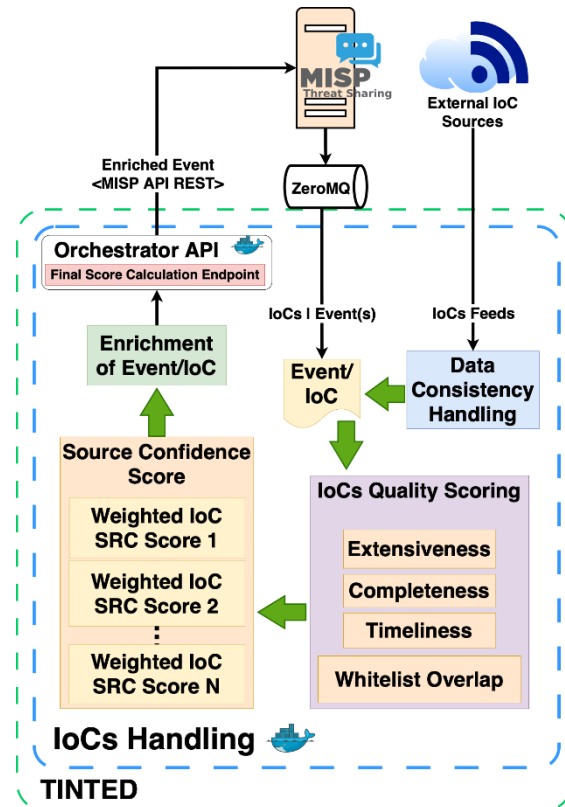 MISP
Threat Sharing
External IoC
Sources
Enriched Event
<MISP API REST>
ZeroMQ
Orchestrator API
Final Score Calculation Endpoint
IoCs | Event(s)
IoCs Feeds
Enrichment
of Event/IoC
Event/
IoC
Data
Consistency
Handling
Source Confidence
Score
Weighted IoC
SRC Score 1
Weighted IoC
SRC Score 2
Weighted IoC
SRC Score N
IoCs Quality Scoring
Extensiveness
Completeness
Timeliness
Whitelist Overlap
IoCs Handling
TINTED